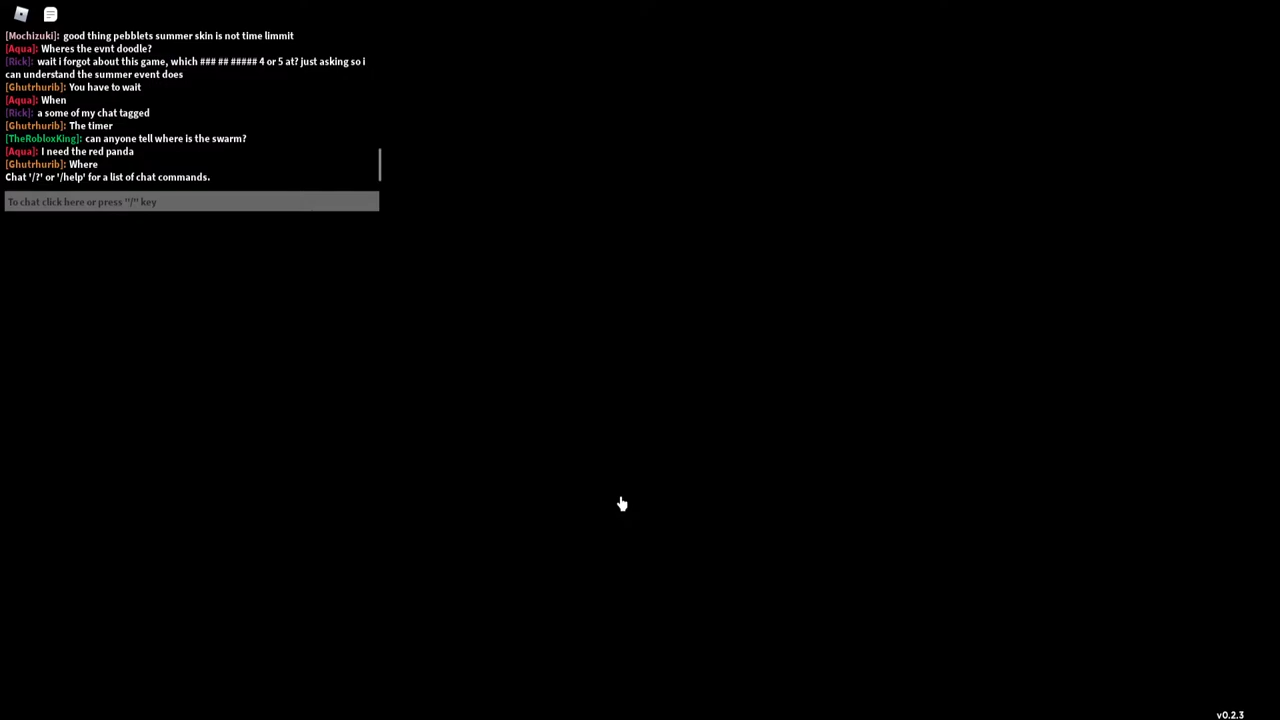 [Mochizuki]: good thing pebblets summer skin is not time limmit
[Aqua]: Wheres the evnt doodle?
[Rick]: wait i forgot about this game, which ### ## ##### 4 or 5 at? just asking so i
can understand the summer event does
[Ghutrhurib]: You have to wait
[Aqua]: When
[Rick]: a some of my chat tagged
[Ghutrhurib]: The timer
[TheRobloxKing]: can anyone tell where is the swarm?
[Aqua]: I need the red panda
[Ghutrhurib]: Where
Chat '/?' or '/help' for a list of chat commands.
To chat click here or press "/" key
v0.2.3